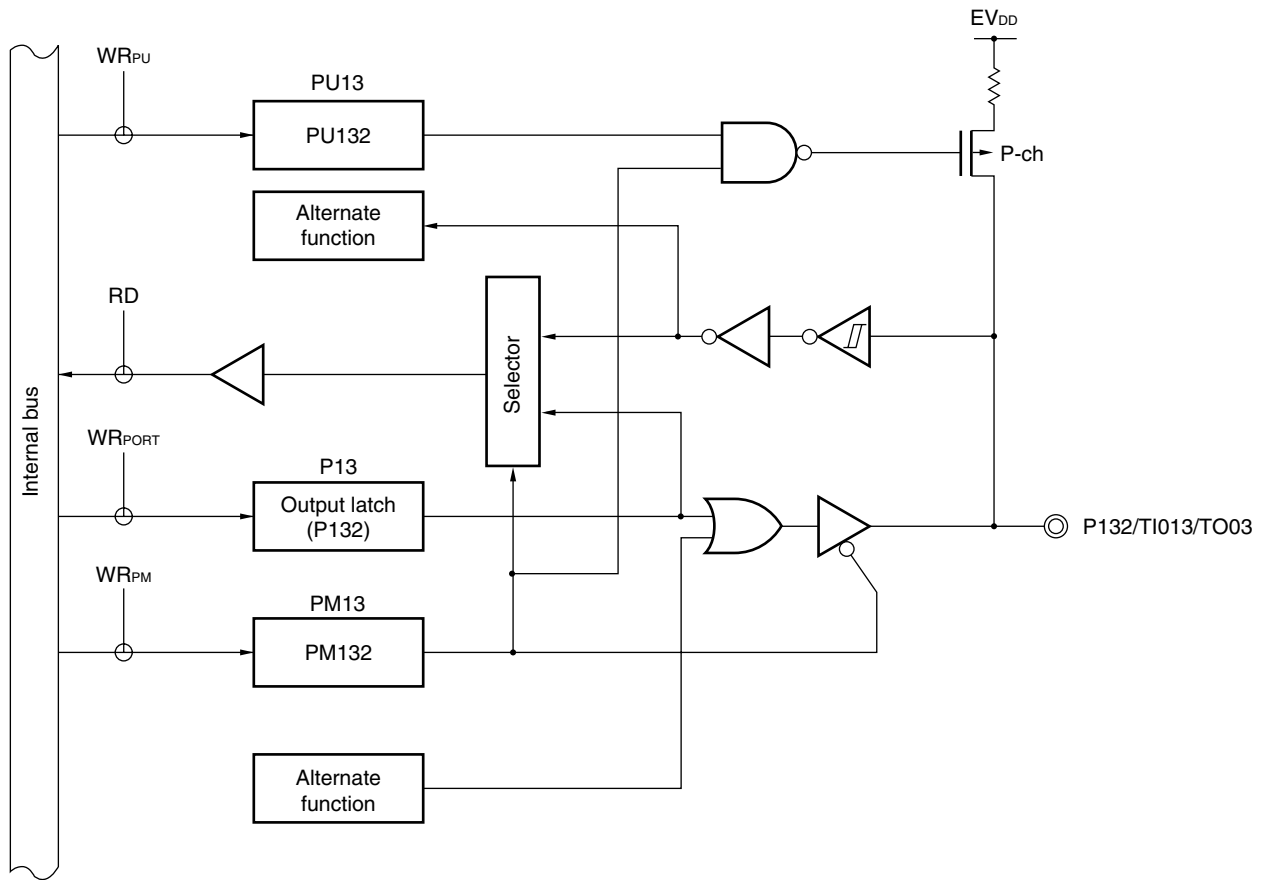 EVDD
WRPU
PU13
PU132
P-ch
Alternate
function
RD
Selector
Internal bus
WRPORT
P13
Output latch
(P132)
P132/TI013/TO03
WRPM
PM13
PM132
Alternate
function